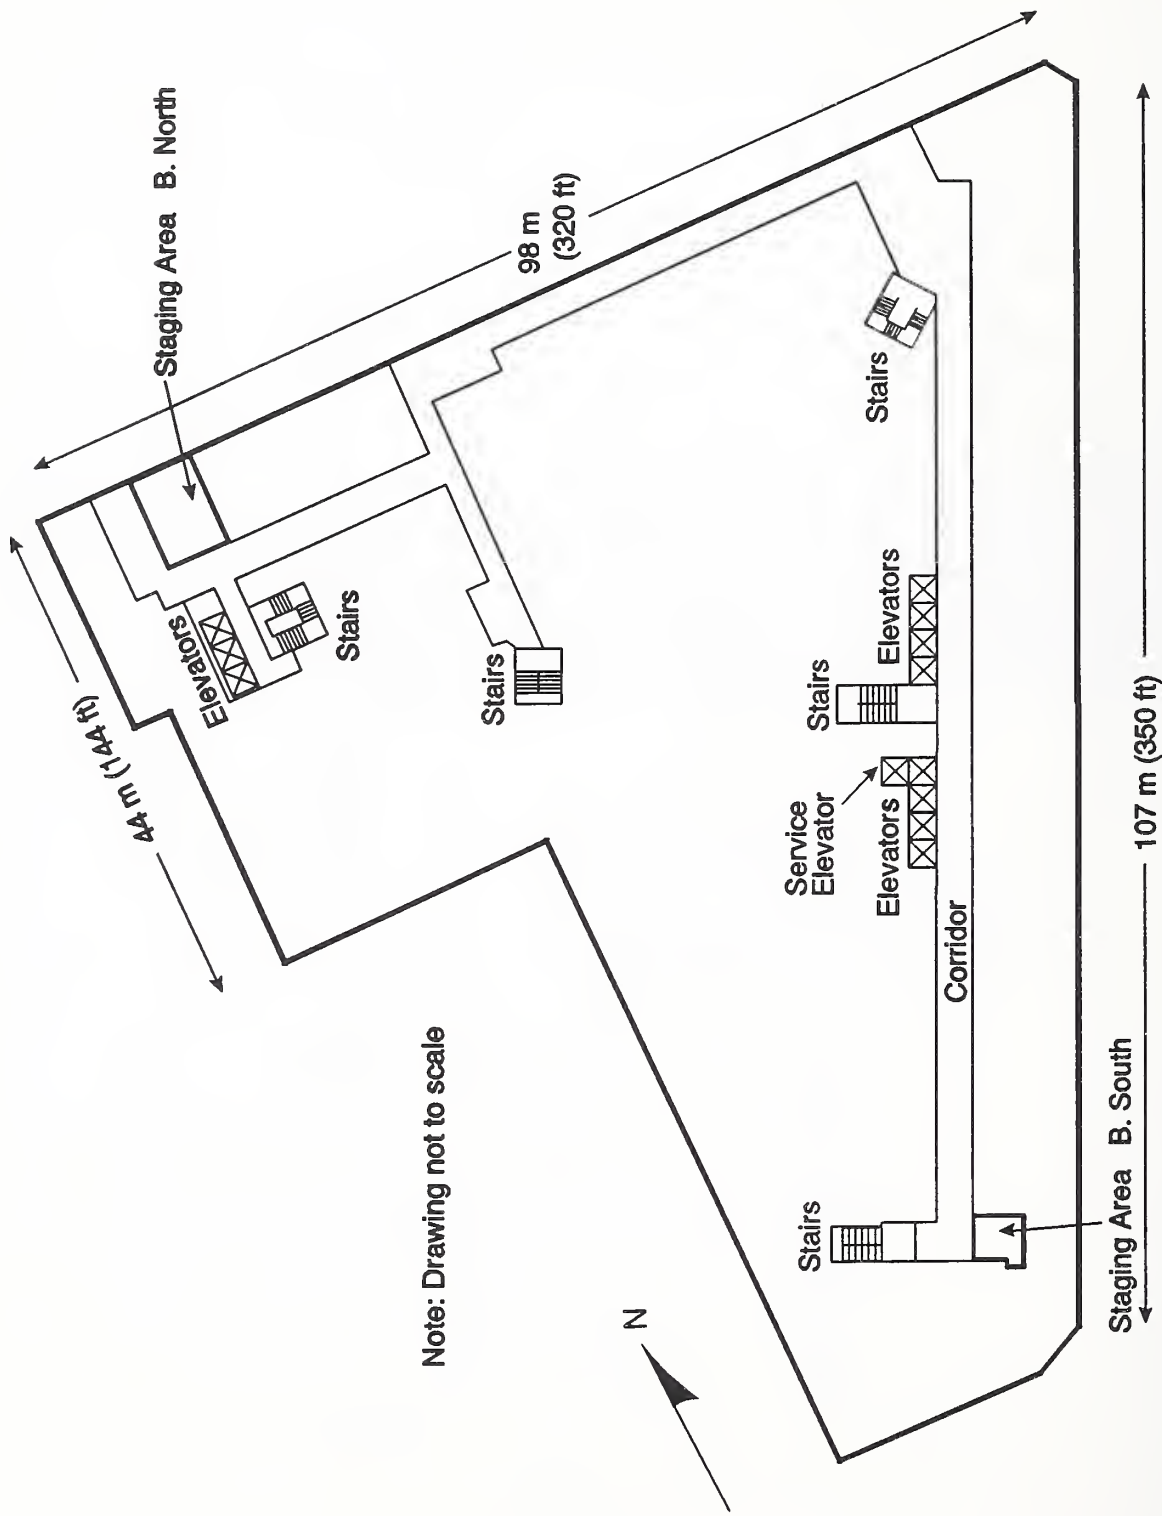 Staging Area   B. North
98 m
(320 ft)
44 m (144 ft)
Elevators
Stairs
Stairs
Stairs
Elevators
Stairs
Service
Elevator
Elevators
Corridor
Stairs
Staging Area   B. South
107 m (350 ft)
Note: Drawing not to scale
N